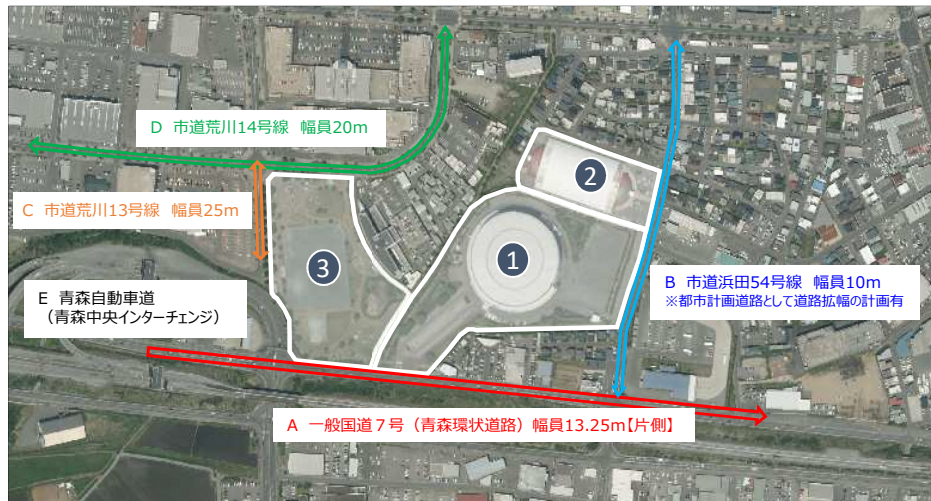 D 市道荒川14号線 幅員20m
②
C 市道荒川13号線 幅員25m
①
③
B 市道浜田54号線 幅員10m
※都市計画道路として道路拡幅の計画有
E 青森自動車道
（青森中央インターチェンジ）
A 一般国道７号（青森環状道路）幅員13.25m【片側】